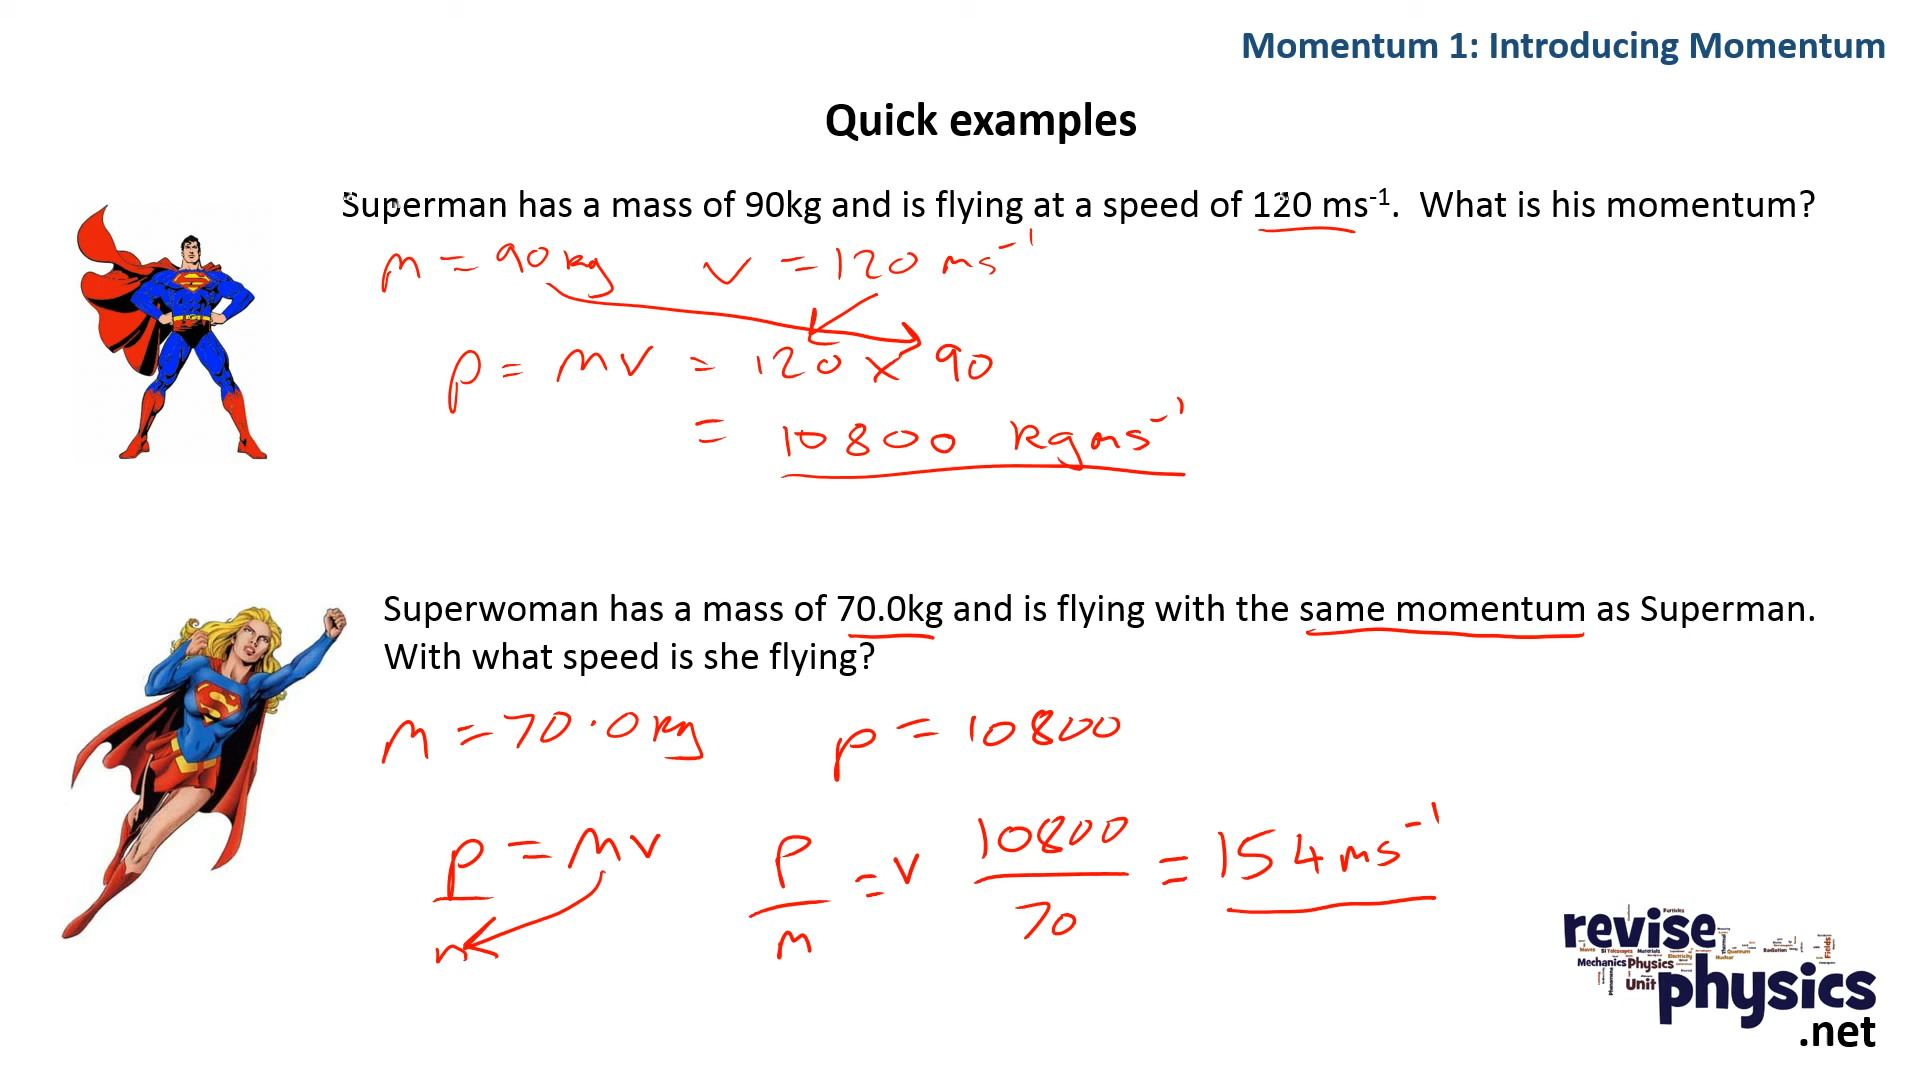 Momentum 1: Introducing Momentum
Quick examples
Superman has a mass of 90kg and is flying at a speed of 120 ms⁻¹. What is his momentum?
m = 90 kg v = 120 ms⁻¹
p = mv = 120 x 90
= 10800 kgms⁻¹
Superwoman has a mass of 70.0kg and is flying with the same momentum as Superman.
With what speed is she flying?
m = 70.0 kg p = 10800
p/m = mv p/m = v 10800/70 = 154 ms⁻¹
revise
Mechanics Physics
Unit
physics
.net